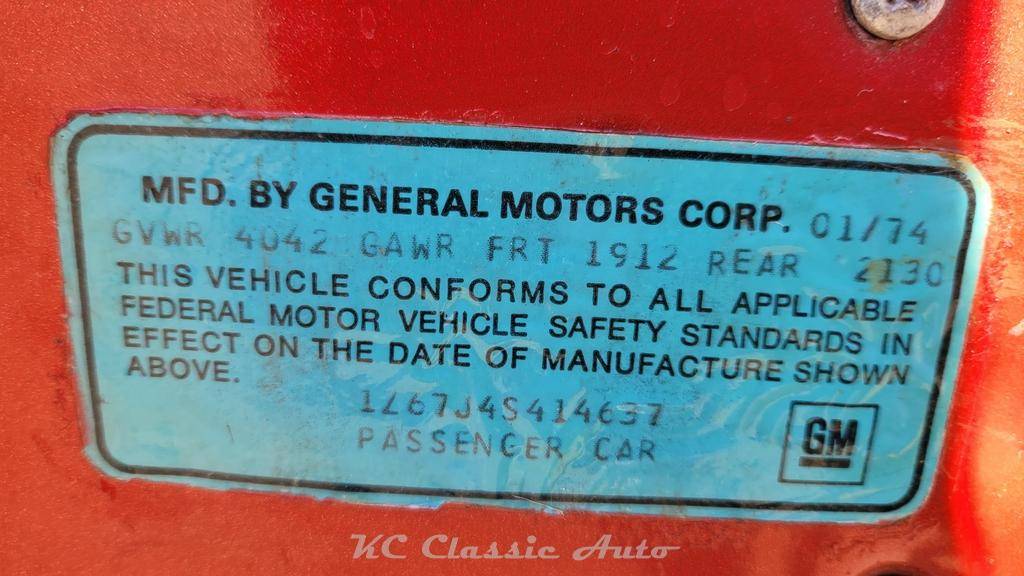 MFD. BY GENERAL MOTORS CORP. 01/74
GVWR 4042 GAWR FRT 1912 REAR 2130
THIS VEHICLE CONFORMS TO ALL APPLICABLE
FEDERAL MOTOR VEHICLE SAFETY STANDARDS IN
EFFECT ON THE DATE OF MANUFACTURE SHOWN
ABOVE.
1Z67J4S414637
PASSENGER CAR
GM
KC Classic Auto